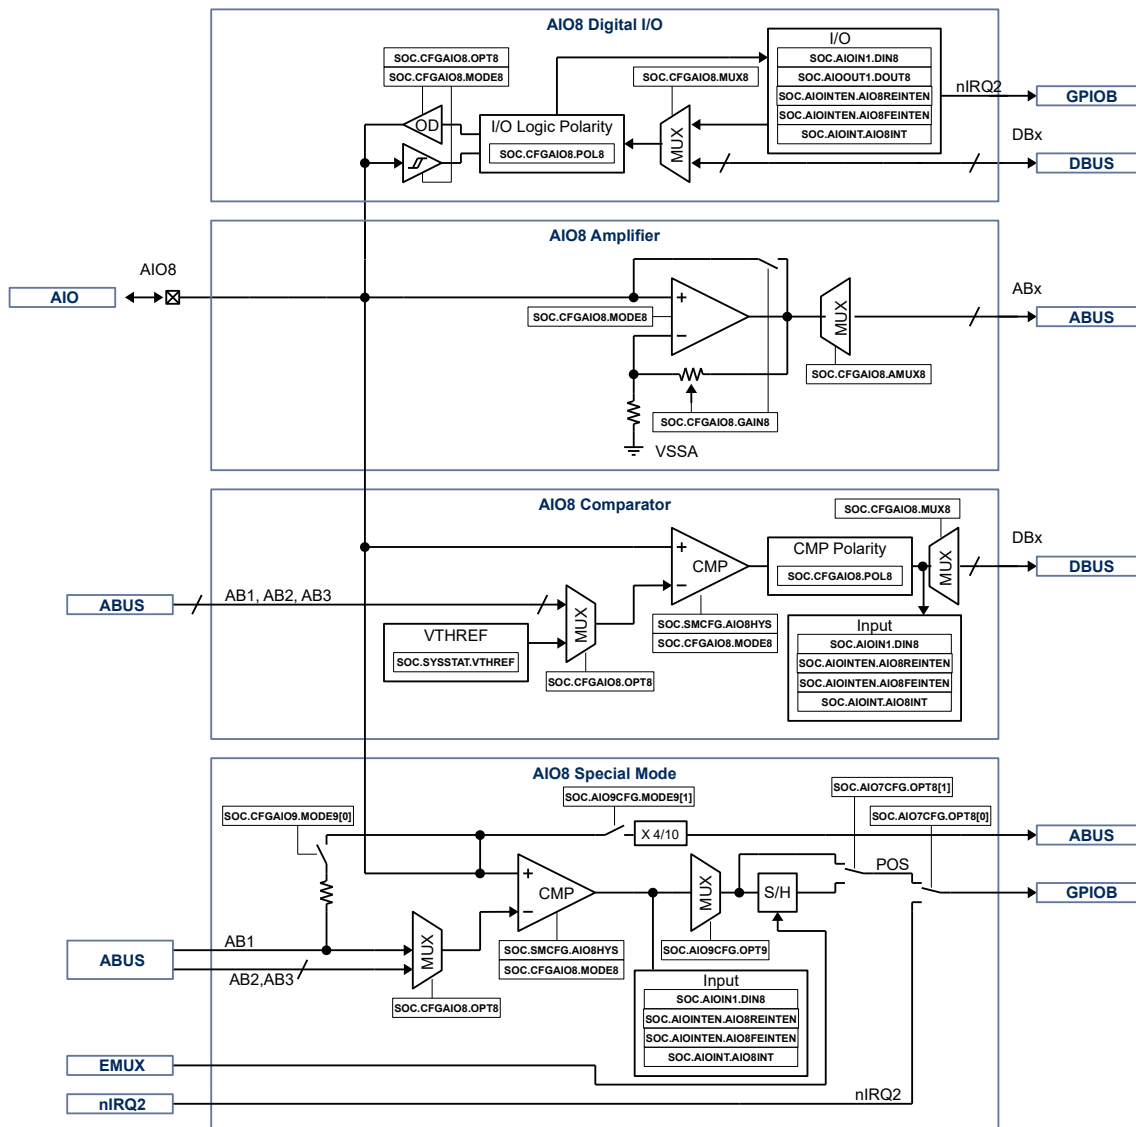 AIO8 Digital I/O
SOC.CFGAIO8.OPT8
SOC.CFGAIO8.MODE8
OD
I/O Logic Polarity
SOC.CFGAIO8.POL8
SOC.CFGAIO8.MUX8
MUX
I/O
SOC.AIOIN1.DIN8
SOC.AIOOUT1.DOUT8
SOC.AIOINTEN.AIO8REINTEN
SOC.AIOINTEN.AIO8FEINTEN
SOC.AIOINT.AIO8INT
nIRQ2
GPIOB
DBx
DBUS
AIO8 Amplifier
AIO8
AIO
SOC.CFGAIO8.MODE8
+
−
MUX
ABx
ABUS
SOC.CFGAIO8.AMUX8
SOC.CFGAIO8.GAIN8
VSSA
AIO8 Comparator
SOC.CFGAIO8.MUX8
+
CMP
−
CMP Polarity
SOC.CFGAIO8.POL8
MUX
DBx
DBUS
ABUS
AB1, AB2, AB3
MUX
VTHREF
SOC.SYSSTAT.VTHREF
SOC.SMCFG.AIO8HYS
SOC.CFGAIO8.MODE8
SOC.CFGAIO8.OPT8
Input
SOC.AIOIN1.DIN8
SOC.AIOINTEN.AIO8REINTEN
SOC.AIOINTEN.AIO8FEINTEN
SOC.AIOINT.AIO8INT
AIO8 Special Mode
SOC.AIO7CFG.OPT8[1]
SOC.AIO9CFG.MODE9[1]
SOC.CFGAIO9.MODE9[0]
SOC.AIO7CFG.OPT8[0]
X 4/10
ABUS
+
CMP
−
MUX
S/H
POS
GPIOB
ABUS
AB1
AB2,AB3
MUX
SOC.SMCFG.AIO8HYS
SOC.CFGAIO8.MODE8
SOC.AIO9CFG.OPT9
SOC.CFGAIO8.OPT8
Input
SOC.AIOIN1.DIN8
SOC.AIOINTEN.AIO8REINTEN
SOC.AIOINTEN.AIO8FEINTEN
SOC.AIOINT.AIO8INT
EMUX
nIRQ2
nIRQ2